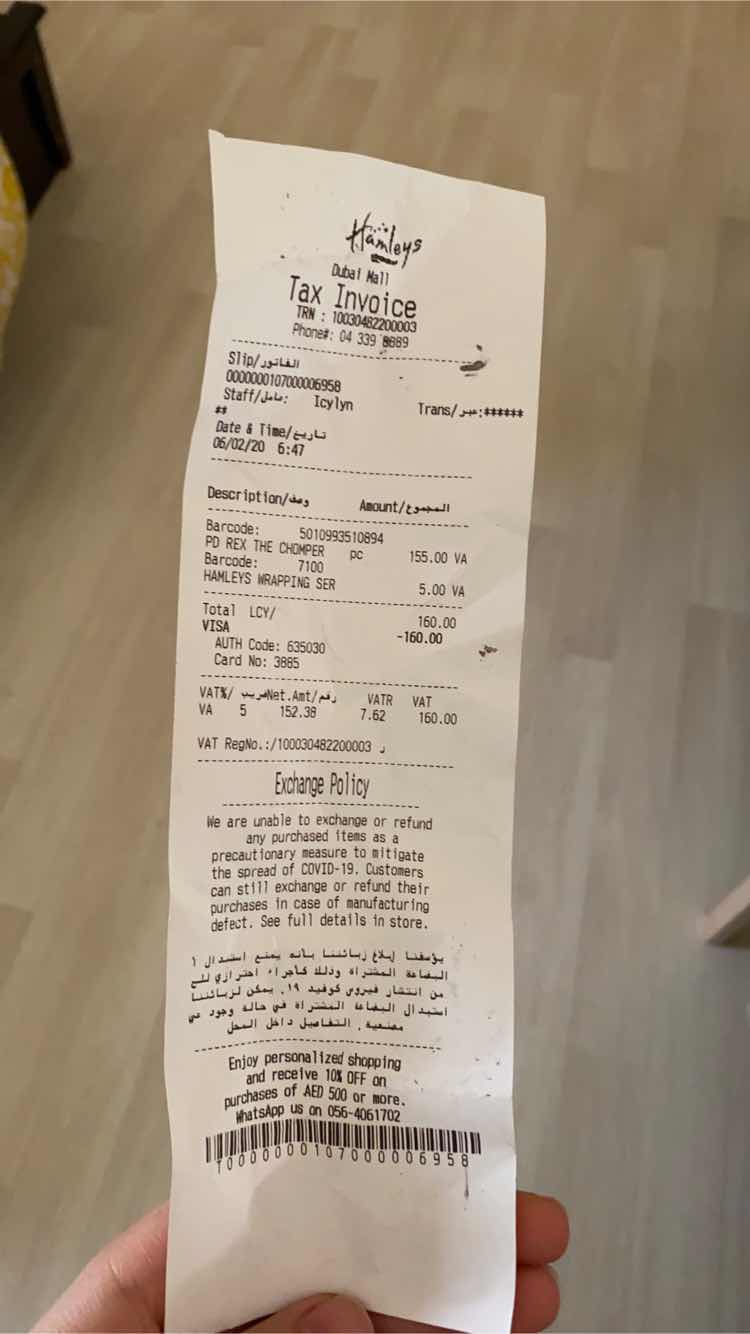 Hamleys
Dubai Mall
Tax Invoice
TRN : 10030482200003
Phone#: 04 339 8889
Slip/الفاتور
0000000107000006958
Staff/عامل: Icylyn Trans/عبر:******
##
Date & Time/تاريخ
06/02/20 6:47
Description/وصف Amount/المجموع
Barcode: 5010993510894
PD REX THE CHOMPER pc 155.00 VA
Barcode: 7100
HAMLEYS WRAPPING SER 5.00 VA
Total LCY/ 160.00
VISA -160.00
AUTH Code: 635030
Card No: 3885
VAT%/ Net.Amt/رقم VATR VAT
VA 5 152.38 7.62 160.00
VAT RegNo.:/100030482200003 ر
Exchange Policy
We are unable to exchange or refund
any purchased items as a
precautionary measure to mitigate
the spread of COVID-19. Customers
can still exchange or refund their
purchases in case of manufacturing
defect. See full details in store.
يؤسفنا إبلاغ زبائننا بأنه يمنع استبدال ا
البضاعة المشتراة وذلك كأجراء احترازي للح
من انتشار فيروس كوفيد ١٩. يمكن لزبائننا
استبدال البضاعة المشتراة في حالة وجود عي
مصنعية. التفاصيل داخل المحل
Enjoy personalized shopping
and receive 10% OFF on
purchases of AED 500 or more.
WhatsApp us on 056-4061702
T0000000107000006958